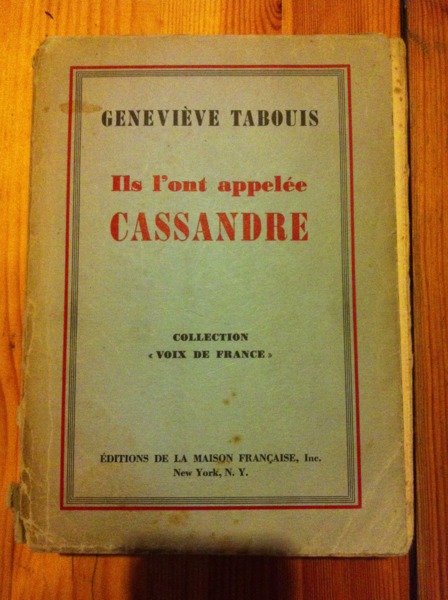 GENEVIÈVE TABOUIS
Ils l'ont appelée
CASSANDRE
COLLECTION
« VOIX DE FRANCE »
ÉDITIONS DE LA MAISON FRANÇAISE, Inc.
New York, N. Y.